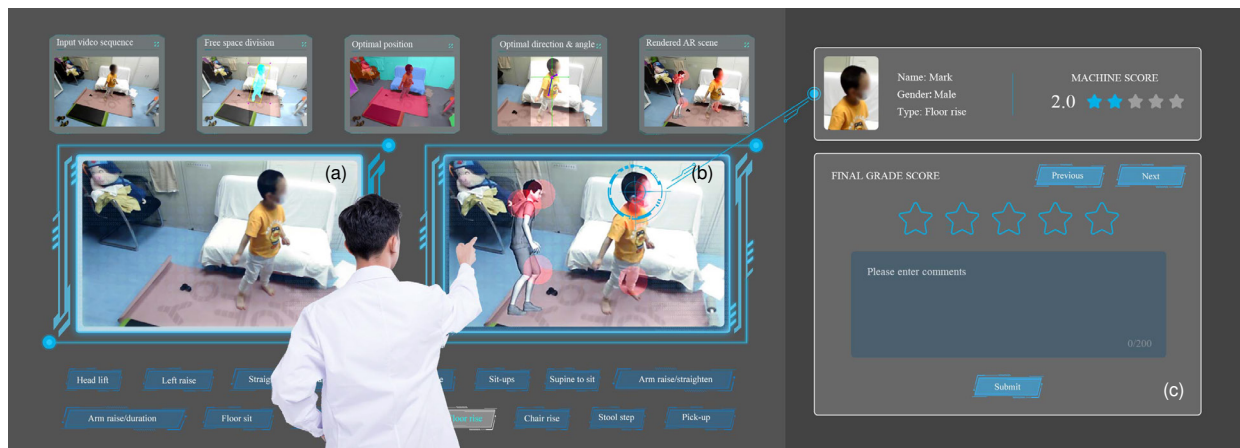 Input video sequence
Free space division
Optimal position
Optimal direction & angle
Rendered AR scene
(a)
(b)
Name: Mark
Gender: Male
Type: Floor rise
MACHINE SCORE
2.0
FINAL GRADE SCORE
Previous
Next
Please enter comments
0/200
Submit
(c)
Head lift
Left raise
Sit-ups
Supine to sit
Arm raise/straighten
Arm raise/duration
Floor sit
Floor rise
Chair rise
Stool step
Pick-up